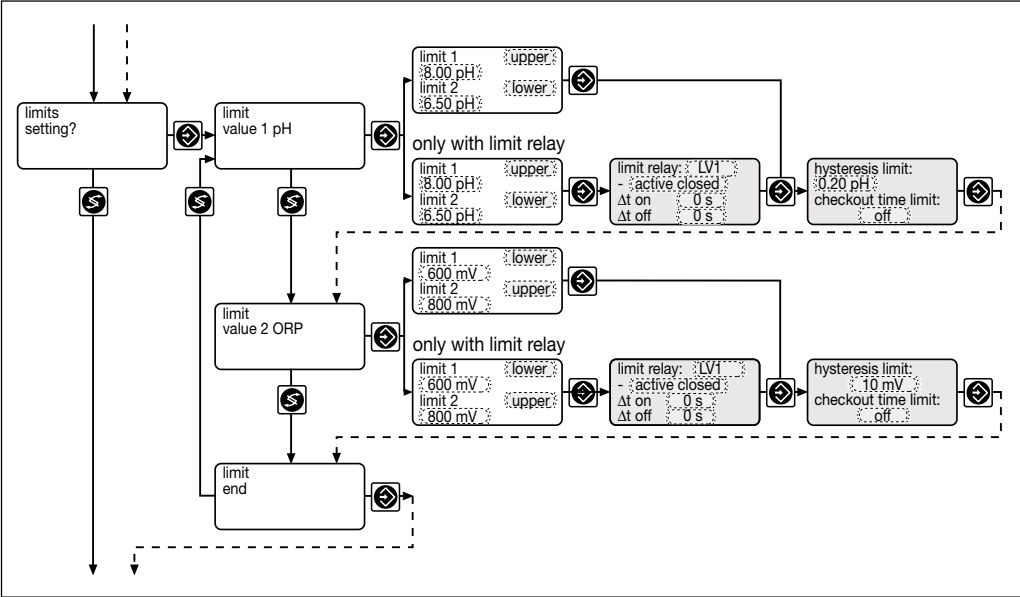 limits
setting?
limit
value 1 pH
limit 1 upper
8.00 pH
limit 2 lower
6.50 pH
only with limit relay
limit 1 upper
8.00 pH
limit 2 lower
6.50 pH
limit relay: LV1
- active closed
Δt on 0 s
Δt off 0 s
hysteresis limit:
0.20 pH
checkout time limit:
off
limit
value 2 ORP
limit 1 lower
600 mV
limit 2 upper
800 mV
only with limit relay
limit 1 lower
600 mV
limit 2 upper
800 mV
limit relay: LV1
- active closed
Δt on 0 s
Δt off 0 s
hysteresis limit:
10 mV
checkout time limit:
off
limit
end